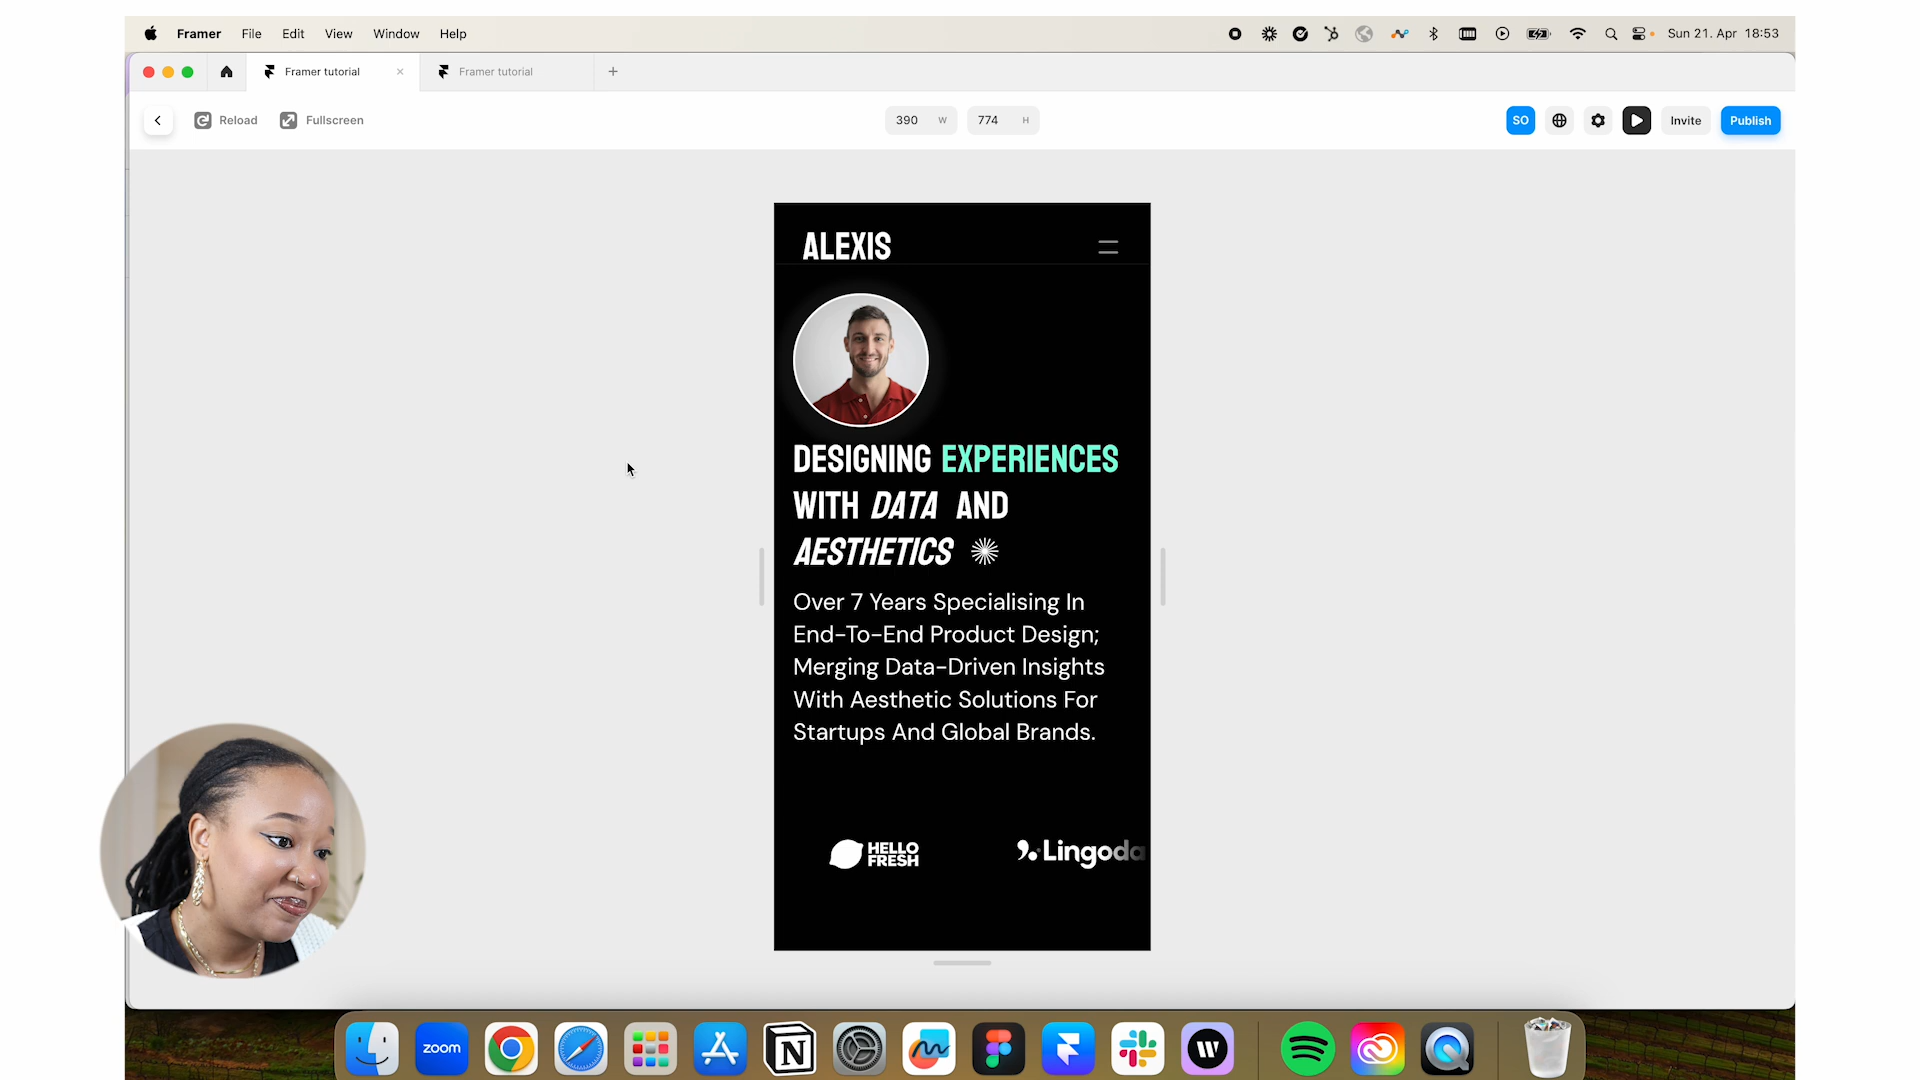 Framer File Edit View Window Help
Sun 21. Apr 18:53
Framer tutorial
Framer tutorial
Reload Fullscreen
390 W 774 H
SO
Invite
Publish
ALEXIS
DESIGNING EXPERIENCES
WITH DATA AND
AESTHETICS
Over 7 Years Specialising In
End-To-End Product Design;
Merging Data-Driven Insights
With Aesthetic Solutions For
Startups And Global Brands.
HELLO
FRESH
Lingoda
zoom
N
W